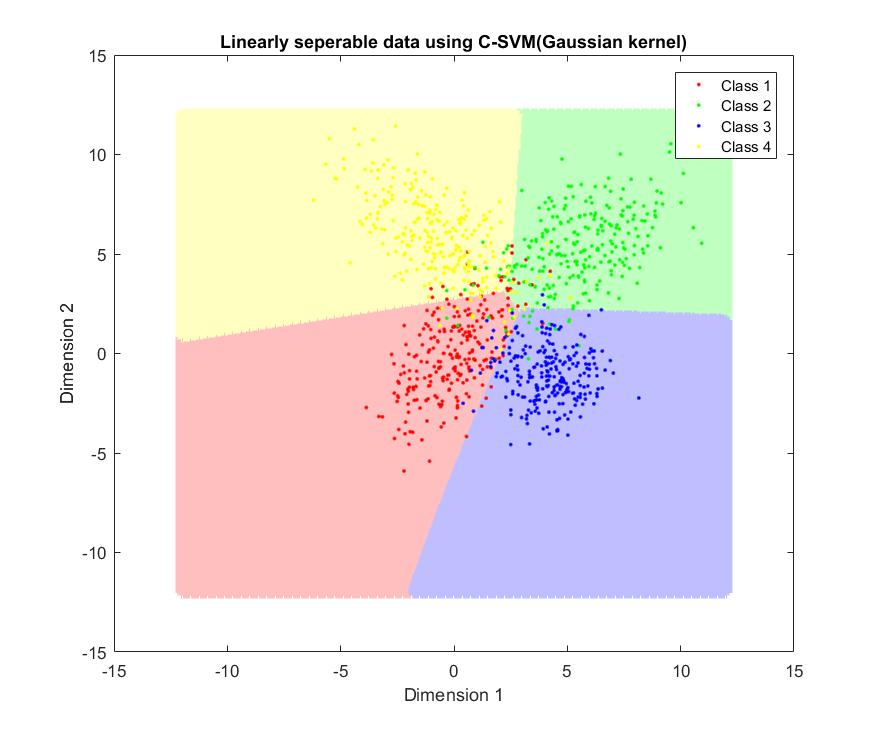 Linearly seperable data using C-SVM(Gaussian kernel)
15
Class 1
Class 2
Class 3
Class 4
10
5
0
-5
-10
-15
-15 -10 -5 0 5 10 15
Dimension 1
Dimension 2